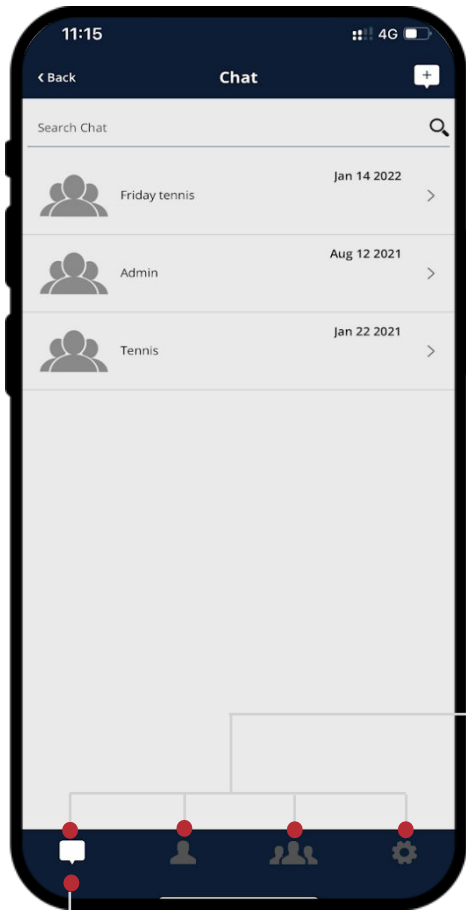 11:15 4G
< Back Chat +
Search Chat
Jan 14 2022
Friday tennis >
Aug 12 2021
Admin >
Jan 22 2021
Tennis >